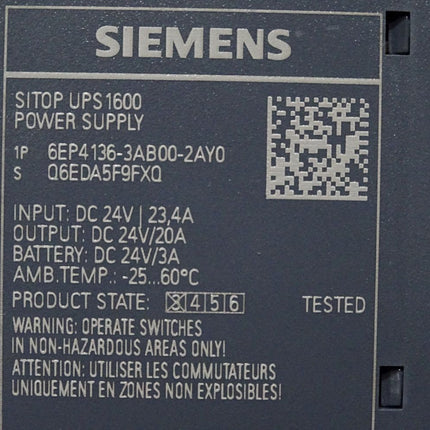 SIEMENS
SITOP UPS1600
POWER SUPPLY
1P 6EP4136-3AB00-2AY0
S Q6EDA5F9FXQ
INPUT: DC 24V | 23,4A
OUTPUT: DC 24V/20A
BATTERY: DC 24V/3A
AMB.TEMP.: -25...60°C
PRODUCT STATE: 4 5 6 TESTED
WARNING: OPERATE SWITCHES
IN NON-HAZARDOUS AREAS ONLY!
ATTENTION: UTILISER LES COMMUTATEURS
UNIQUEMENT EN ZONES NON EXPLOSIBLES!